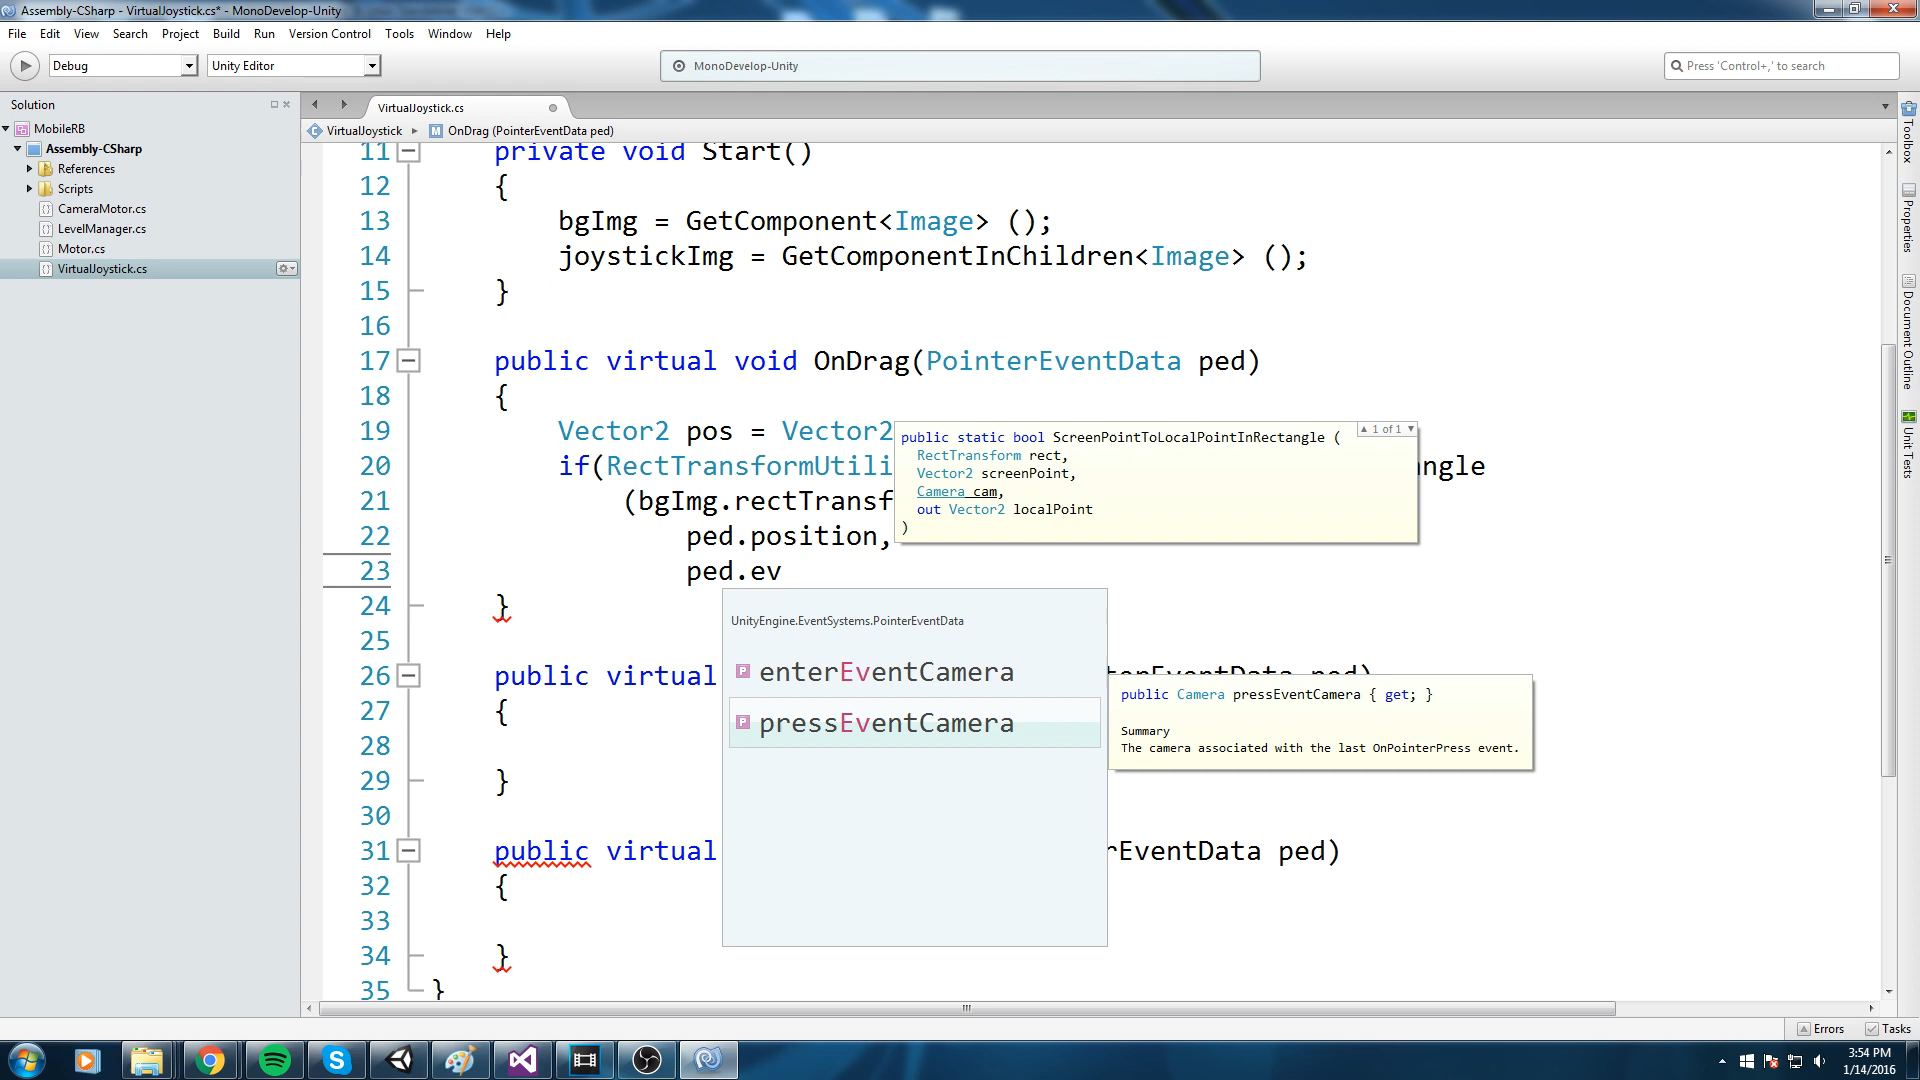 Assembly-CSharp - VirtualJoystick.cs* - MonoDevelop-Unity
File Edit View Search Project Build Run Version Control Tools Window Help
Debug Unity Editor MonoDevelop-Unity Press 'Control+,' to search
Solution
VirtualJoystick.cs
MobileRB
VirtualJoystick OnDrag (PointerEventData ped)
Assembly-CSharp
References
Scripts
CameraMotor.cs
LevelManager.cs
Motor.cs
VirtualJoystick.cs
11 private void Start()
12 {
13 bgImg = GetComponent<Image> ();
14 joystickImg = GetComponentInChildren<Image> ();
15 }
16
17 public virtual void OnDrag(PointerEventData ped)
18 {
19 Vector2 pos = Vector2
20 if(RectTransformUtili ngle
21 (bgImg.rectTransf
22 ped.position,
23 ped.ev
24 }
25
26 public virtual terEventData ped)
27 {
28
29 }
30
31 public virtual rEventData ped)
32 {
33
34 }
35 }
1 of 1
public static bool ScreenPointToLocalPointInRectangle (
RectTransform rect,
Vector2 screenPoint,
Camera cam,
out Vector2 localPoint
)
UnityEngine.EventSystems.PointerEventData
enterEventCamera
pressEventCamera
public Camera pressEventCamera { get; }
Summary
The camera associated with the last OnPointerPress event.
Toolbox
Properties
Document Outline
Unit Tests
Errors Tasks
3:54 PM
1/14/2016